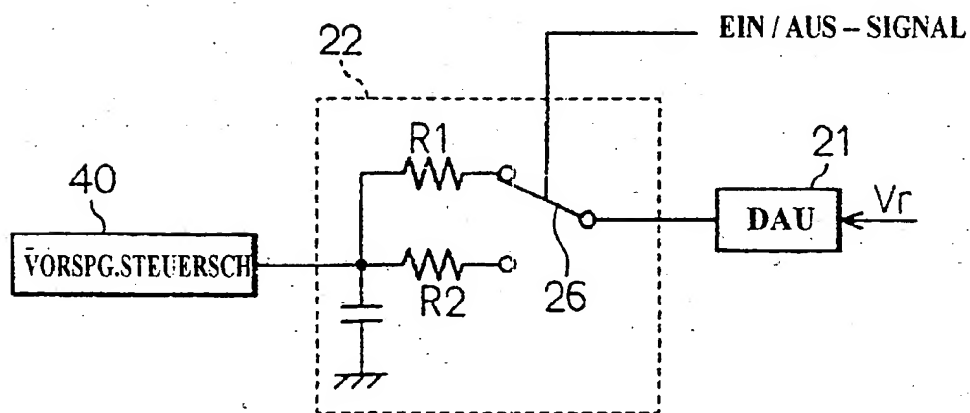 EIN / AUS – SIGNAL
22
R1
40
21
Vr
DAU
VORSPG.STEUERSCH
R2
26